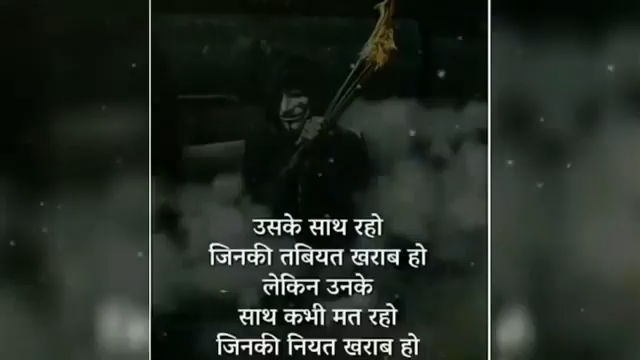 उसके साथ रहो
जिनकी तबियत खराब हो
लेकिन उनके
साथ कभी मत रहो
जिनकी नियत खराब हो